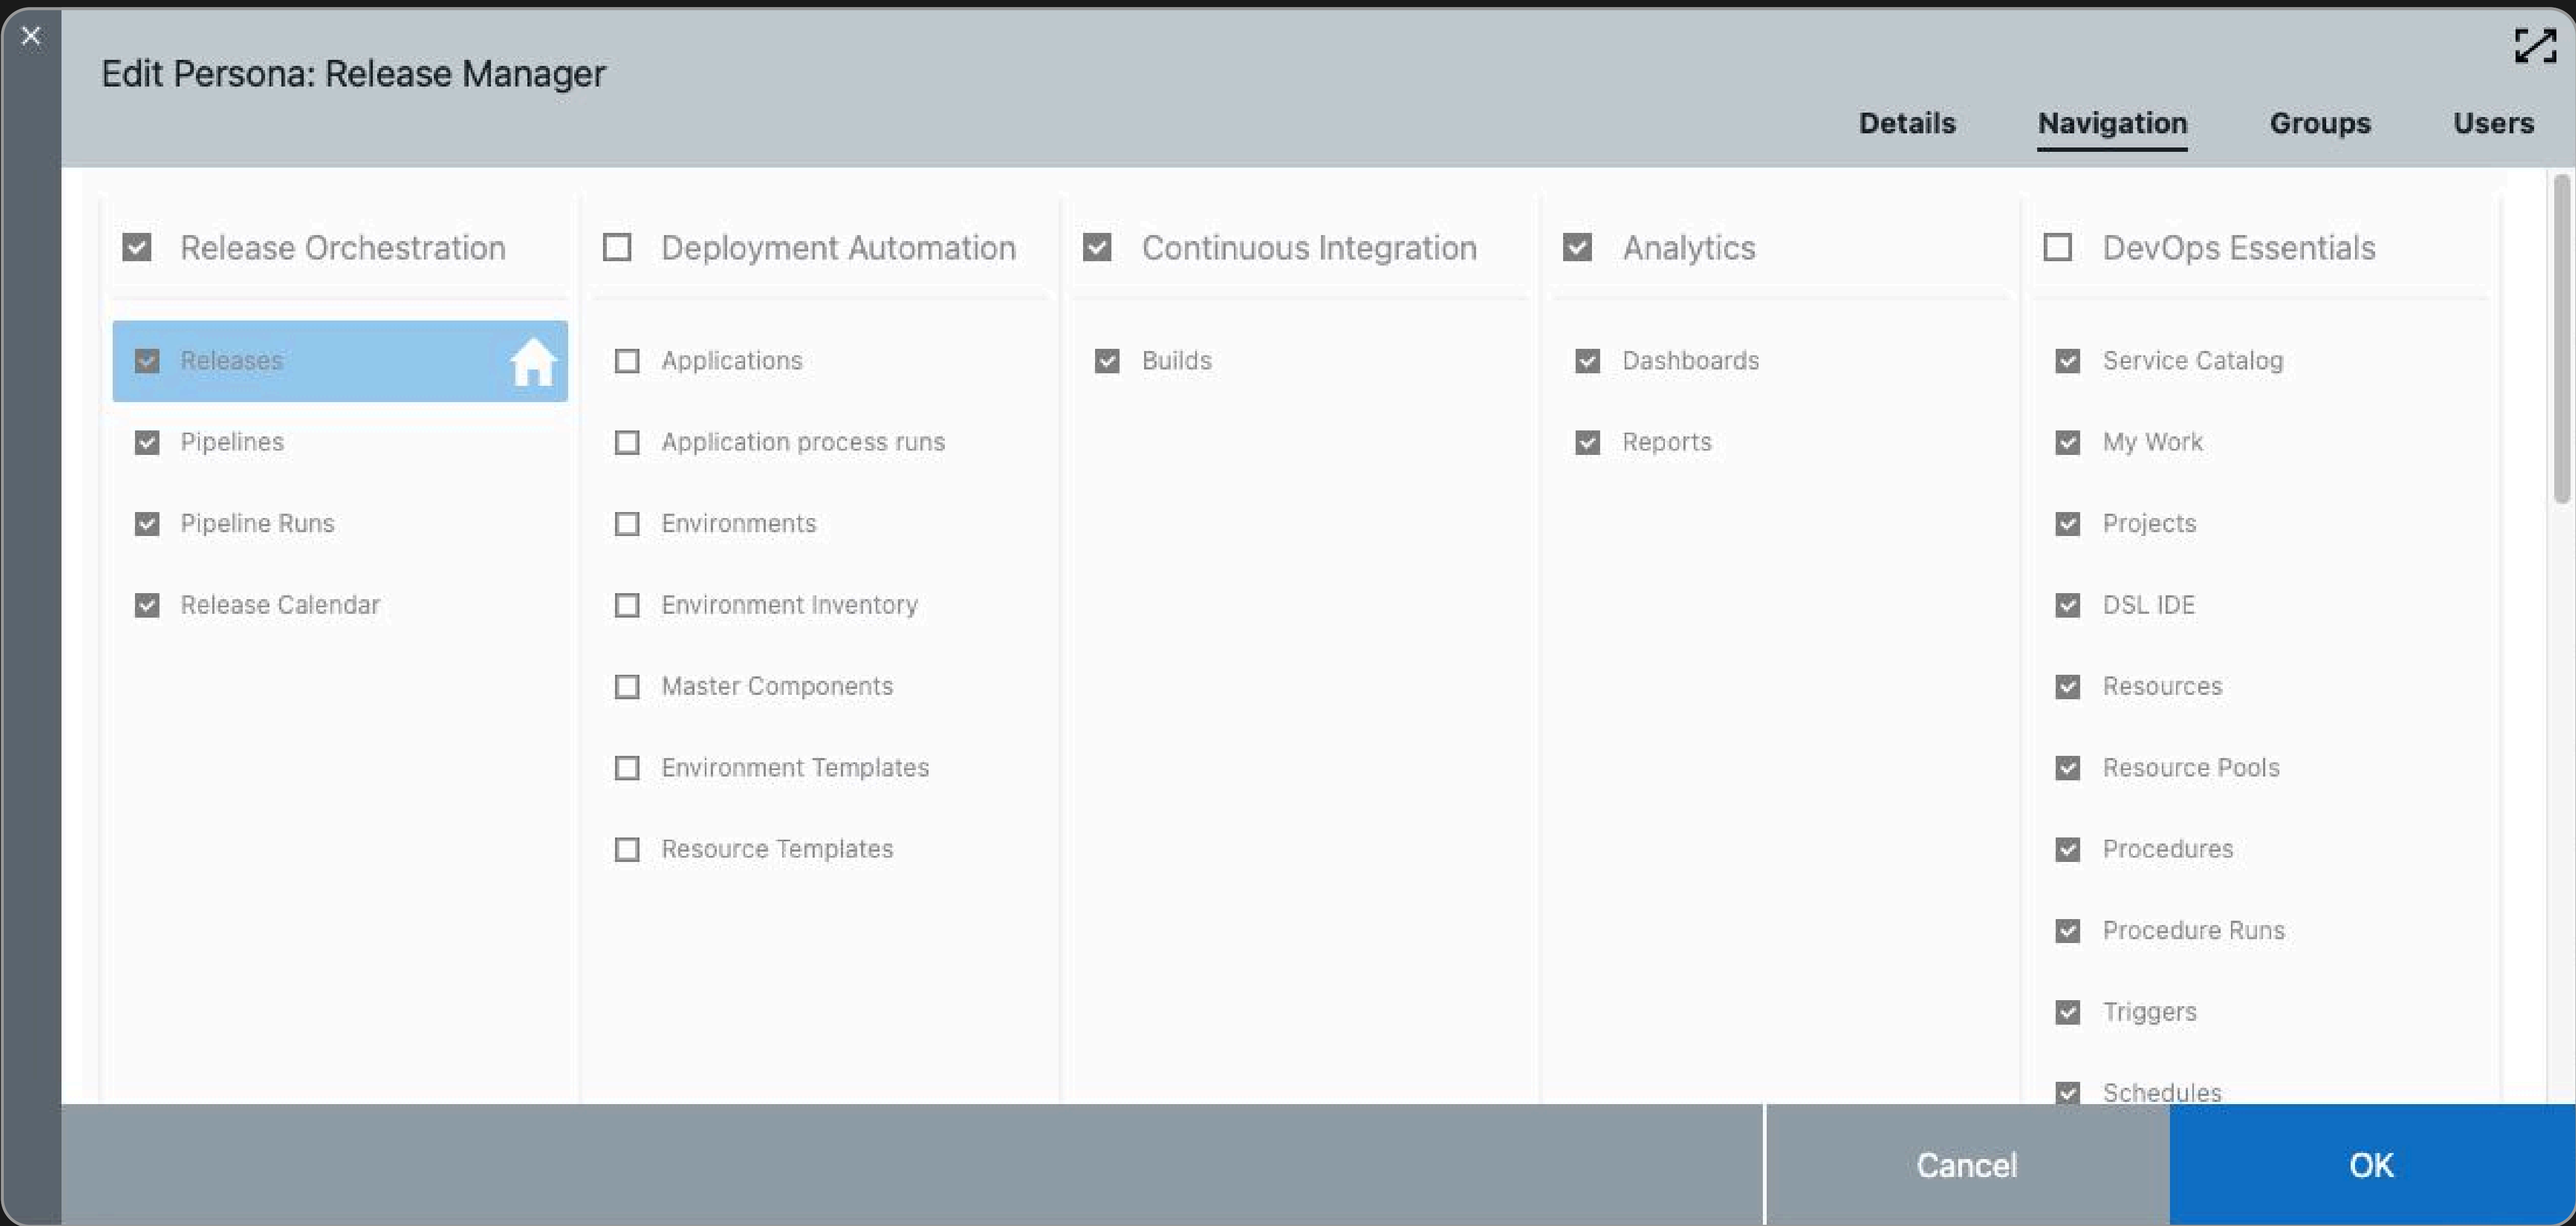 Edit Persona: Release Manager
Details
Navigation
Groups
Users
Release Orchestration
Releases
Pipelines
Pipeline Runs
Release Calendar
Deployment Automation
Applications
Application process runs
Environments
Environment Inventory
Master Components
Environment Templates
Resource Templates
Continuous Integration
Builds
Analytics
Dashboards
Reports
DevOps Essentials
Service Catalog
My Work
Projects
DSL IDE
Resources
Resource Pools
Procedures
Procedure Runs
Triggers
Schedules
Cancel
OK